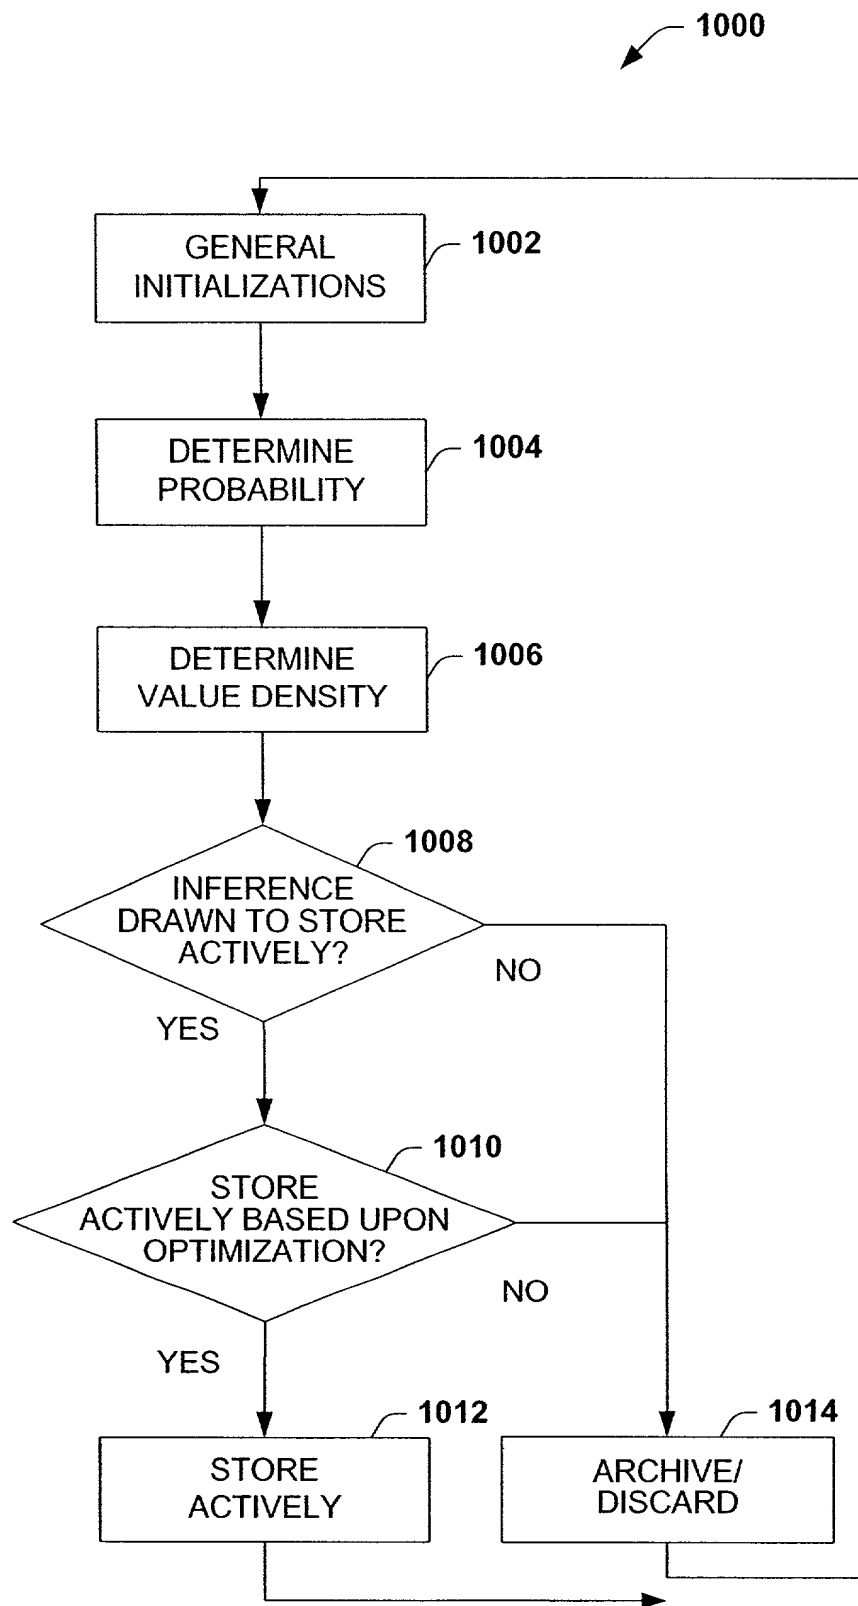 1000
GENERAL
INITIALIZATIONS
1002
DETERMINE
PROBABILITY
1004
DETERMINE
VALUE DENSITY
1006
1008
INFERENCE
DRAWN TO STORE
ACTIVELY?
NO
YES
1010
STORE
ACTIVELY BASED UPON
OPTIMIZATION?
NO
YES
1012
STORE
ACTIVELY
1014
ARCHIVE/
DISCARD